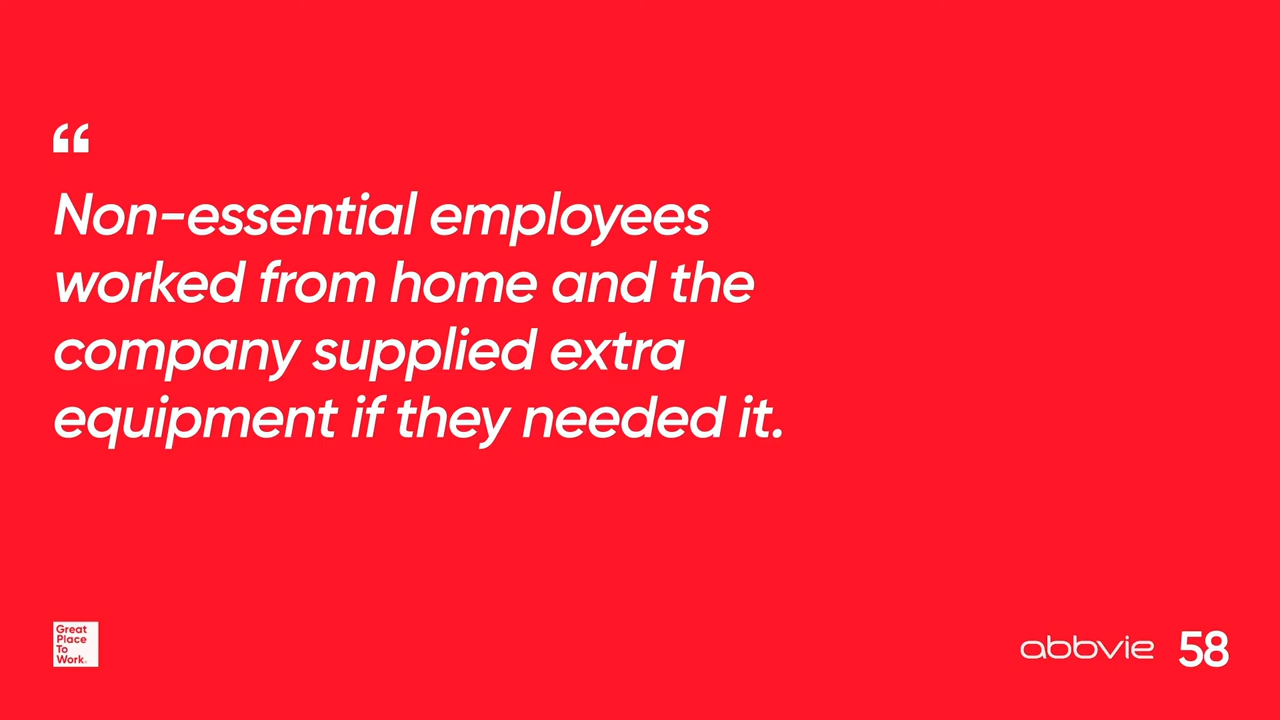 “
Non-essential employees
worked from home and the
company supplied extra
equipment if they needed it.
Great
Place
To
Work.
abbvie 58